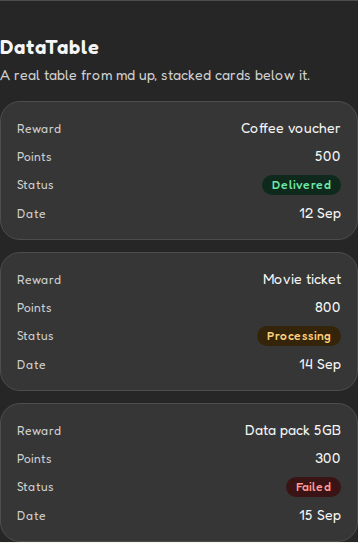 DataTable
A real table from md up, stacked cards below it.
Reward Coffee voucher
Points 500
Status Delivered
Date 12 Sep
Reward Movie ticket
Points 800
Status Processing
Date 14 Sep
Reward Data pack 5GB
Points 300
Status Failed
Date 15 Sep